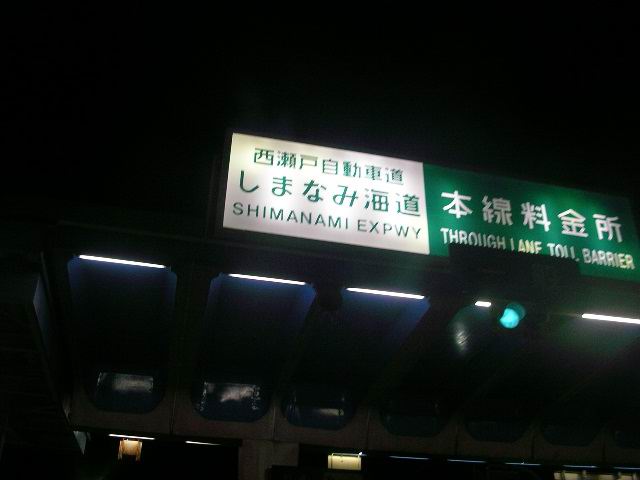 西瀬戸自動車道
しまなみ海道
SHIMANAMI EXPWY
本線料金所
THROUGH LANE TOLL BARRIER